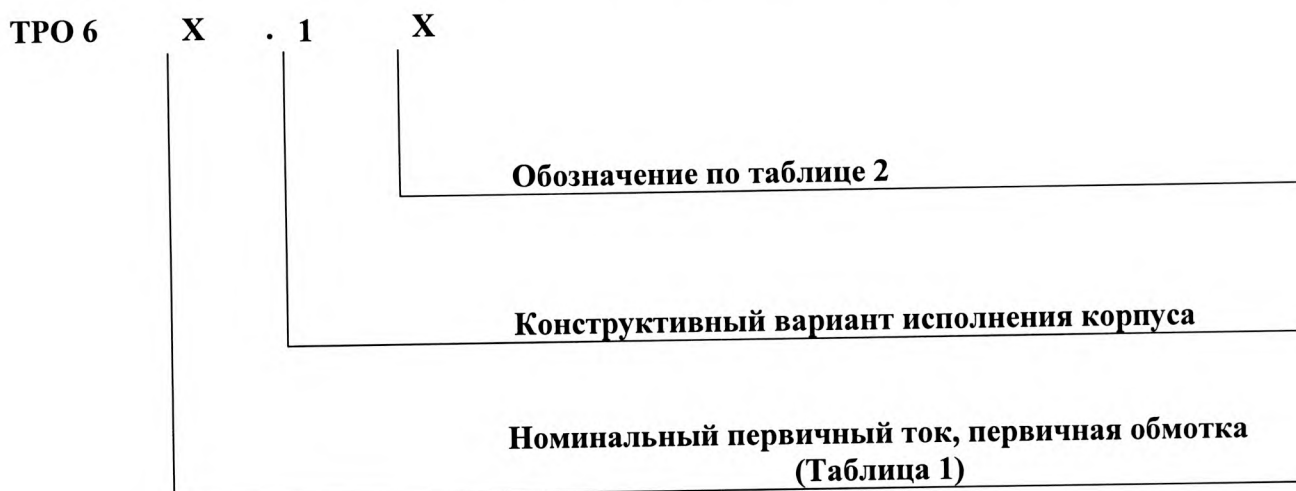 ТРО 6 Х . 1 Х
Обозначение по таблице 2
Конструктивный вариант исполнения корпуса
Номинальный первичный ток, первичная обмотка
(Таблица 1)